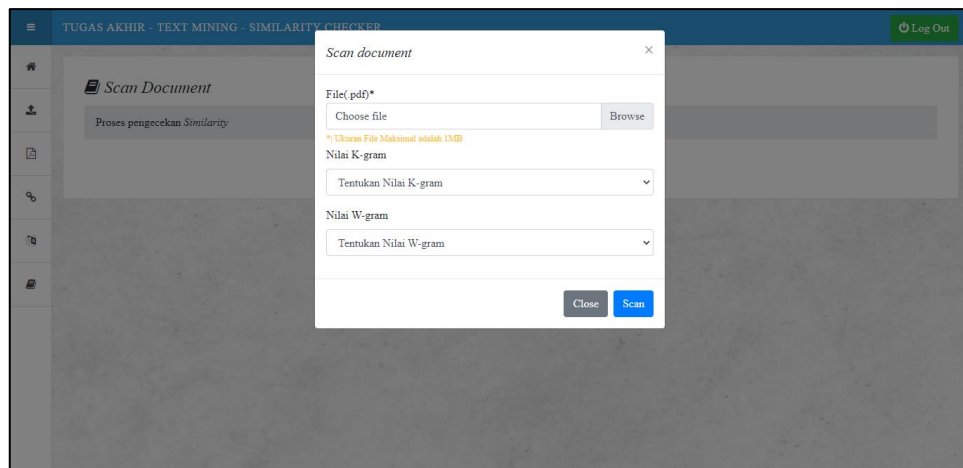 TUGAS AKHIR - TEXT MINING - SIMILARITY CHECKER
Log Out
Scan Document
Proses pengecekan Similarity
Scan document
×
File(.pdf)*
Choose file
Browse
*| Ukuran File Maksimal adalah 1MB
Nilai K-gram
Tentukan Nilai K-gram
Nilai W-gram
Tentukan Nilai W-gram
Close
Scan